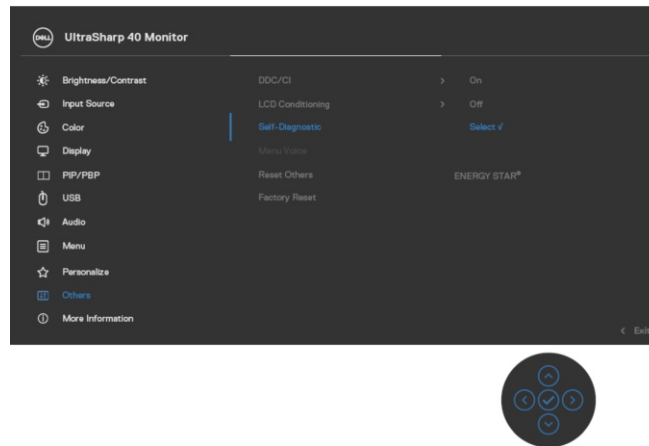 DELL UltraSharp 40 Monitor
Brightness/Contrast DDC/CI > On
Input Source LCD Conditioning > Off
Color Self-Diagnostic Select √
Display Menu Voice
PIP/PBP Reset Others ENERGY STAR®
USB Factory Reset
Audio
Menu
Personalize
Others
More Information
< Exit